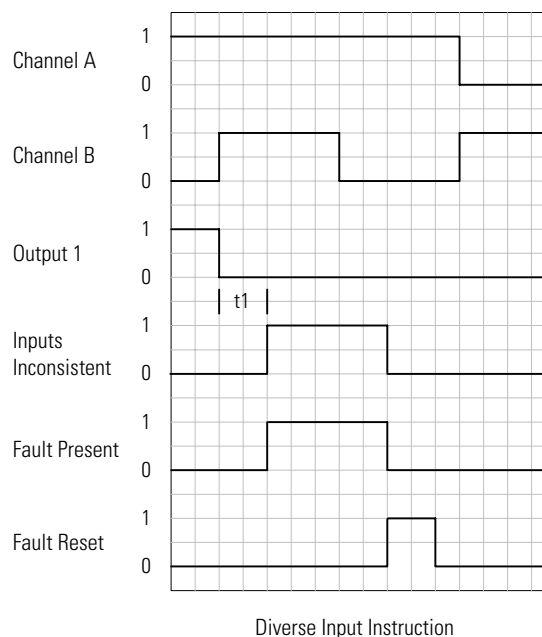 1
Channel A
0
1
Channel B
0
1
Output 1
0
t1
1
Inputs
Inconsistent
0
1
Fault Present
0
1
Fault Reset
0
Diverse Input Instruction